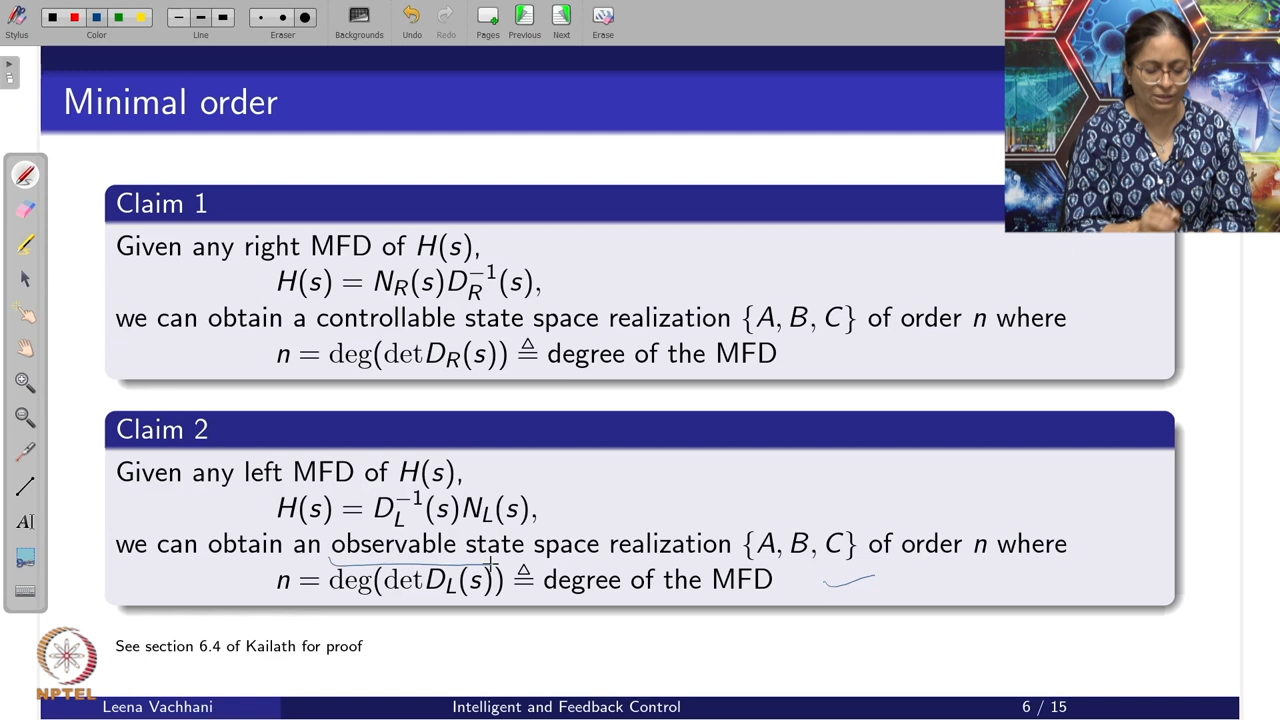 Stylus
Color
Line
Eraser
Backgrounds
Undo
Redo
Pages
Previous
Next
Erase
Minimal order
Claim 1
Given any right MFD of H(s),
H(s) = N_R(s)D_R^{-1}(s),
we can obtain a controllable state space realization {A, B, C} of order n where
n = deg(detD_R(s)) ≜ degree of the MFD
Claim 2
Given any left MFD of H(s),
H(s) = D_L^{-1}(s)N_L(s),
we can obtain an observable state space realization {A, B, C} of order n where
n = deg(detD_L(s)) ≜ degree of the MFD
See section 6.4 of Kailath for proof
NPTEL
Leena Vachhani
Intelligent and Feedback Control
6 / 15